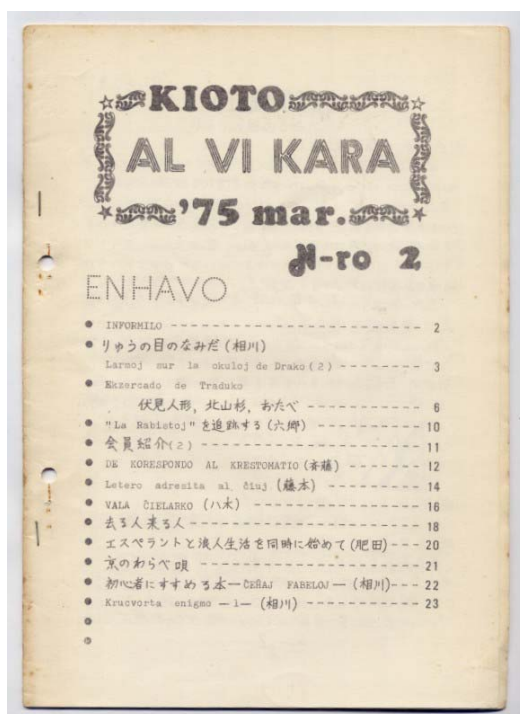 KIOTO
AL VI KARA
'75 mar.
N-ro 2
ENHAVO
INFORMILO 2
りゅうの目のなみだ (相川)
Larmoj sur la okuloj de Drako (2) 3
Ekzercado de Traduko
伏見人形, 北山杉, おたべ 6
"La Rabistoj" を追跡する (六郷) 10
会員紹介 (2) 11
DE KORESPONDO AL KRESTOMATIO (斉藤) 12
Letero adresita al ĉiuj (藤本) 14
VALA ĈIELARKO (八木) 16
去る人来る人 18
エスペラントと浪人生活を同時に始めて (肥田) 20
京のわらべ唄 21
初心者にすすめる本 — ĈEĤAJ FABELOJ — (相川) 22
Krucvorta enigmo — 1 — (相川) 23